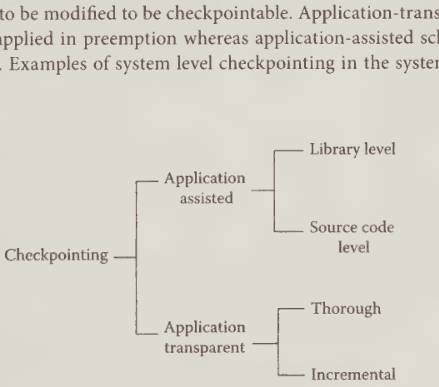 to be modified to be checkpointable. Application-trans
applied in preemption whereas application-assisted sch
. Examples of system level checkpointing in the system
Library level
Application
assisted
Source code
level
Checkpointing
Thorough
Application
transparent
Incremental